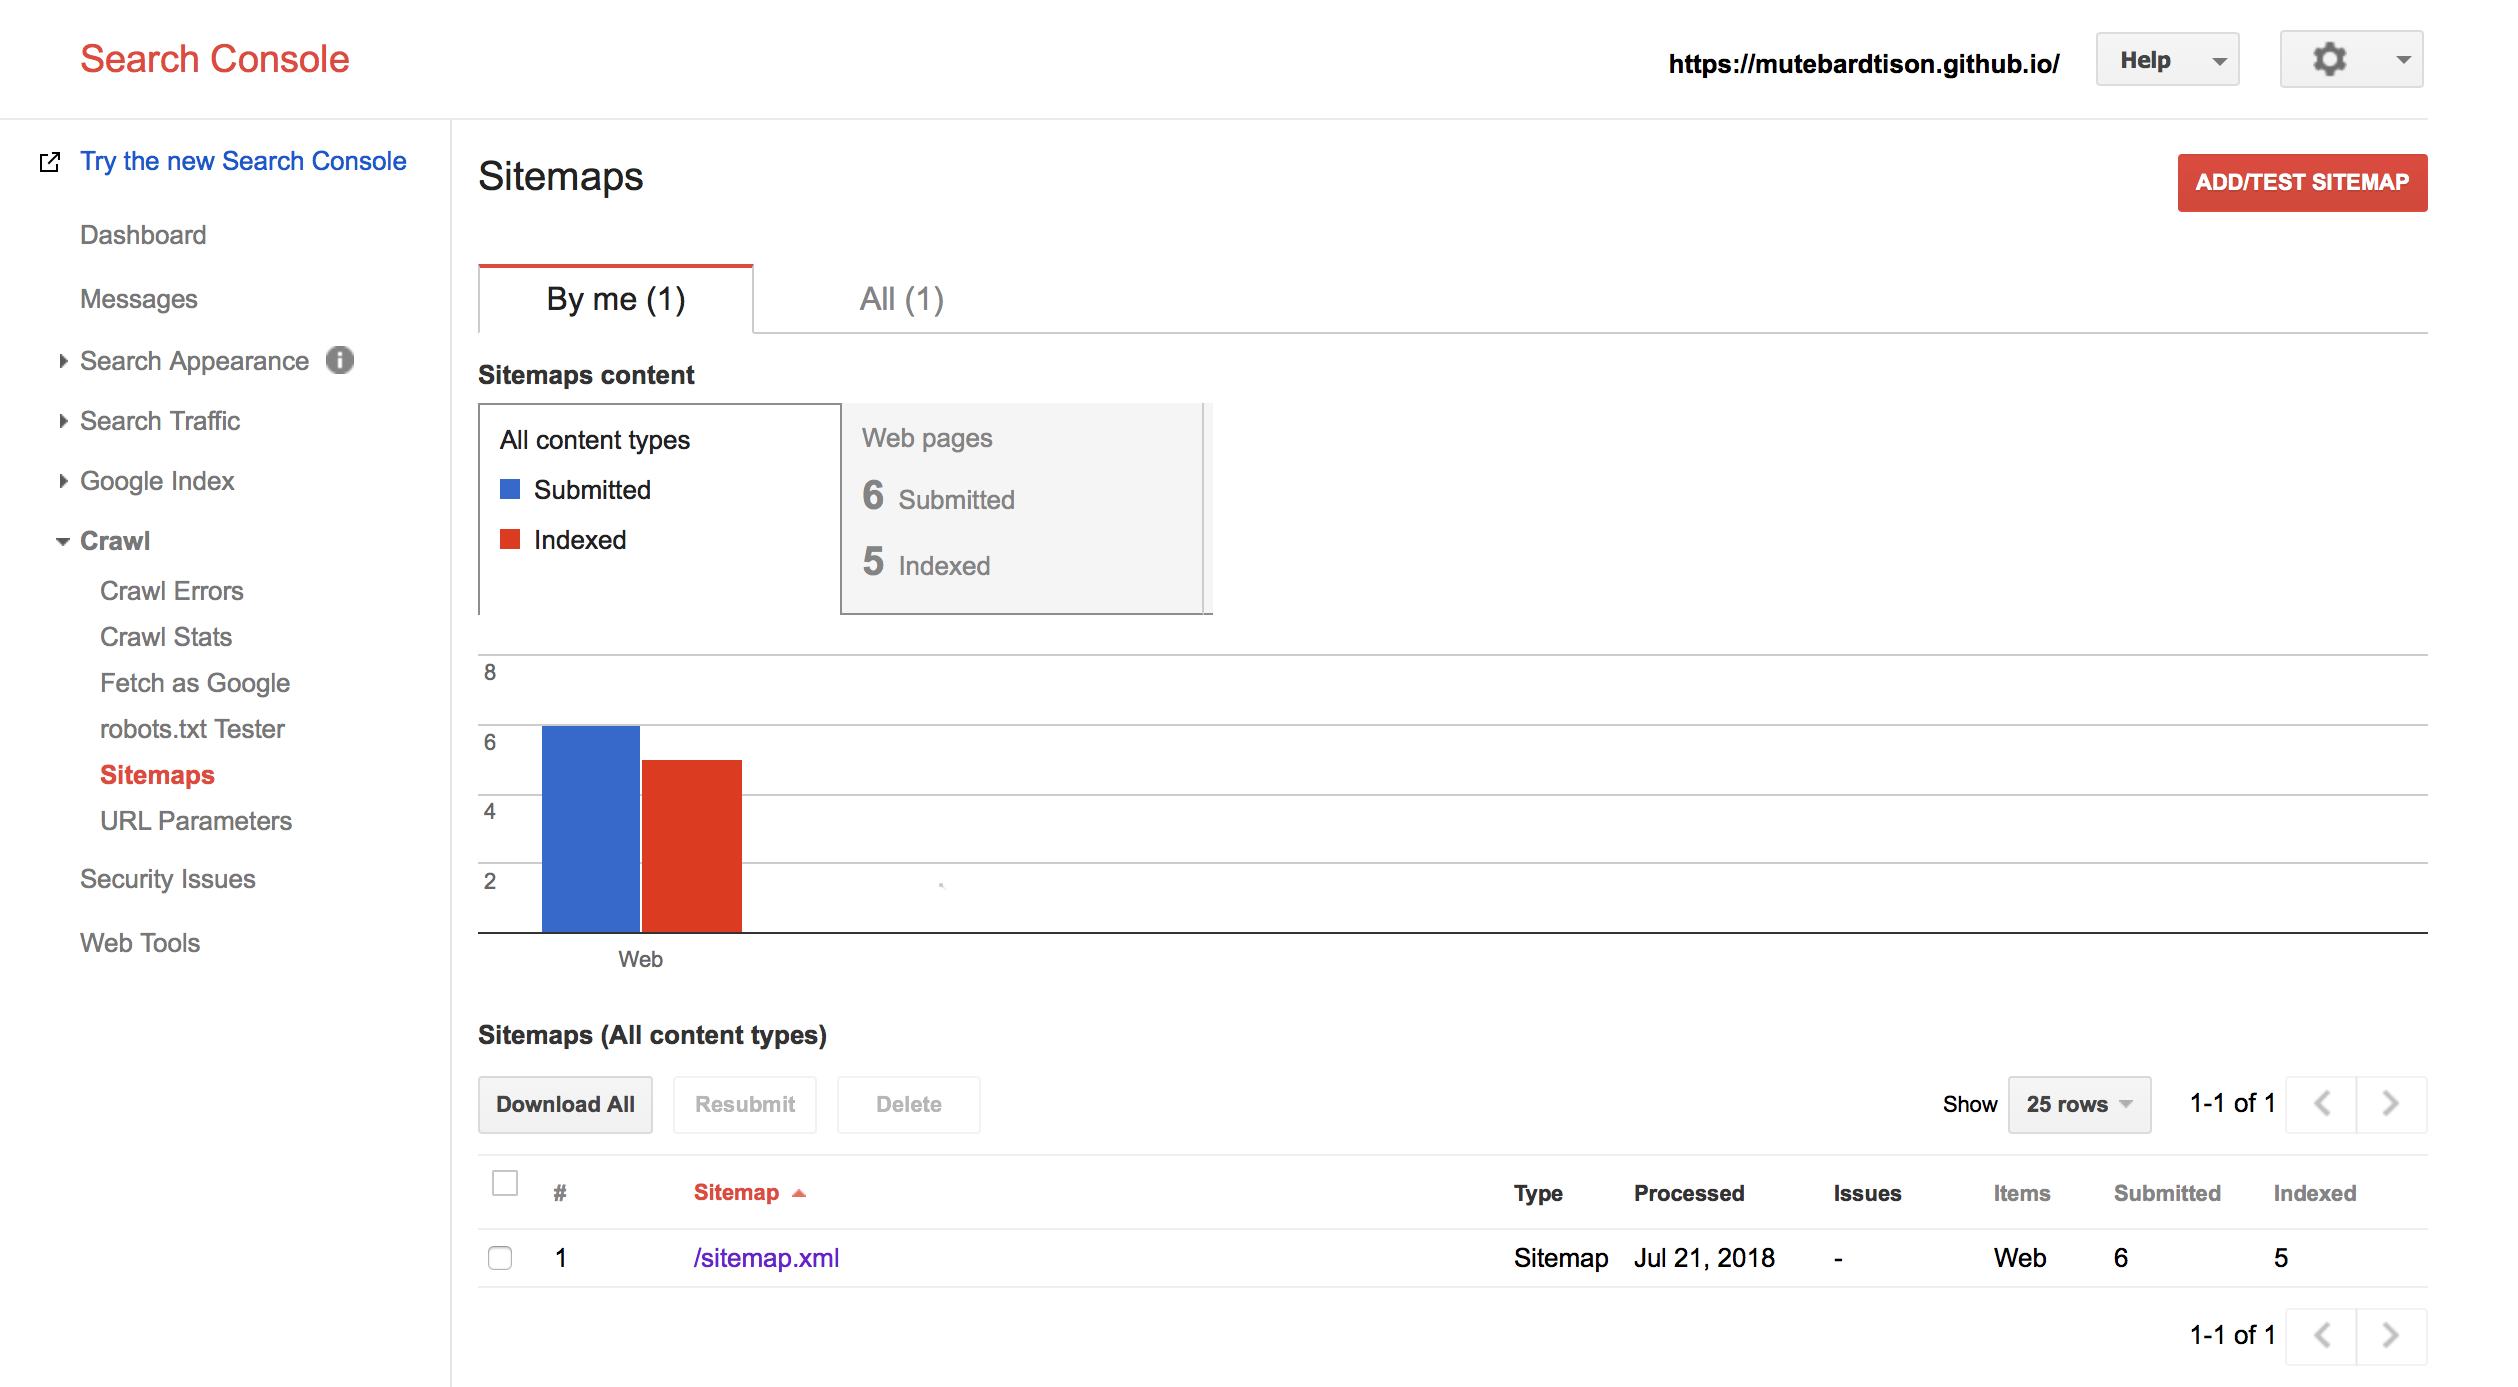 Search Console
https://mutebardtison.github.io/
Help
Try the new Search Console
Dashboard
Messages
Search Appearance
Search Traffic
Google Index
Crawl
Crawl Errors
Crawl Stats
Fetch as Google
robots.txt Tester
Sitemaps
URL Parameters
Security Issues
Web Tools
Sitemaps
ADD/TEST SITEMAP
By me (1)
All (1)
Sitemaps content
All content types
Submitted
Indexed
Web pages
6 Submitted
5 Indexed
8
6
4
2
Web
Sitemaps (All content types)
Download All
Resubmit
Delete
Show
25 rows
1-1 of 1
# Sitemap Type Processed Issues Items Submitted Indexed
1 /sitemap.xml Sitemap Jul 21, 2018 - Web 6 5
1-1 of 1